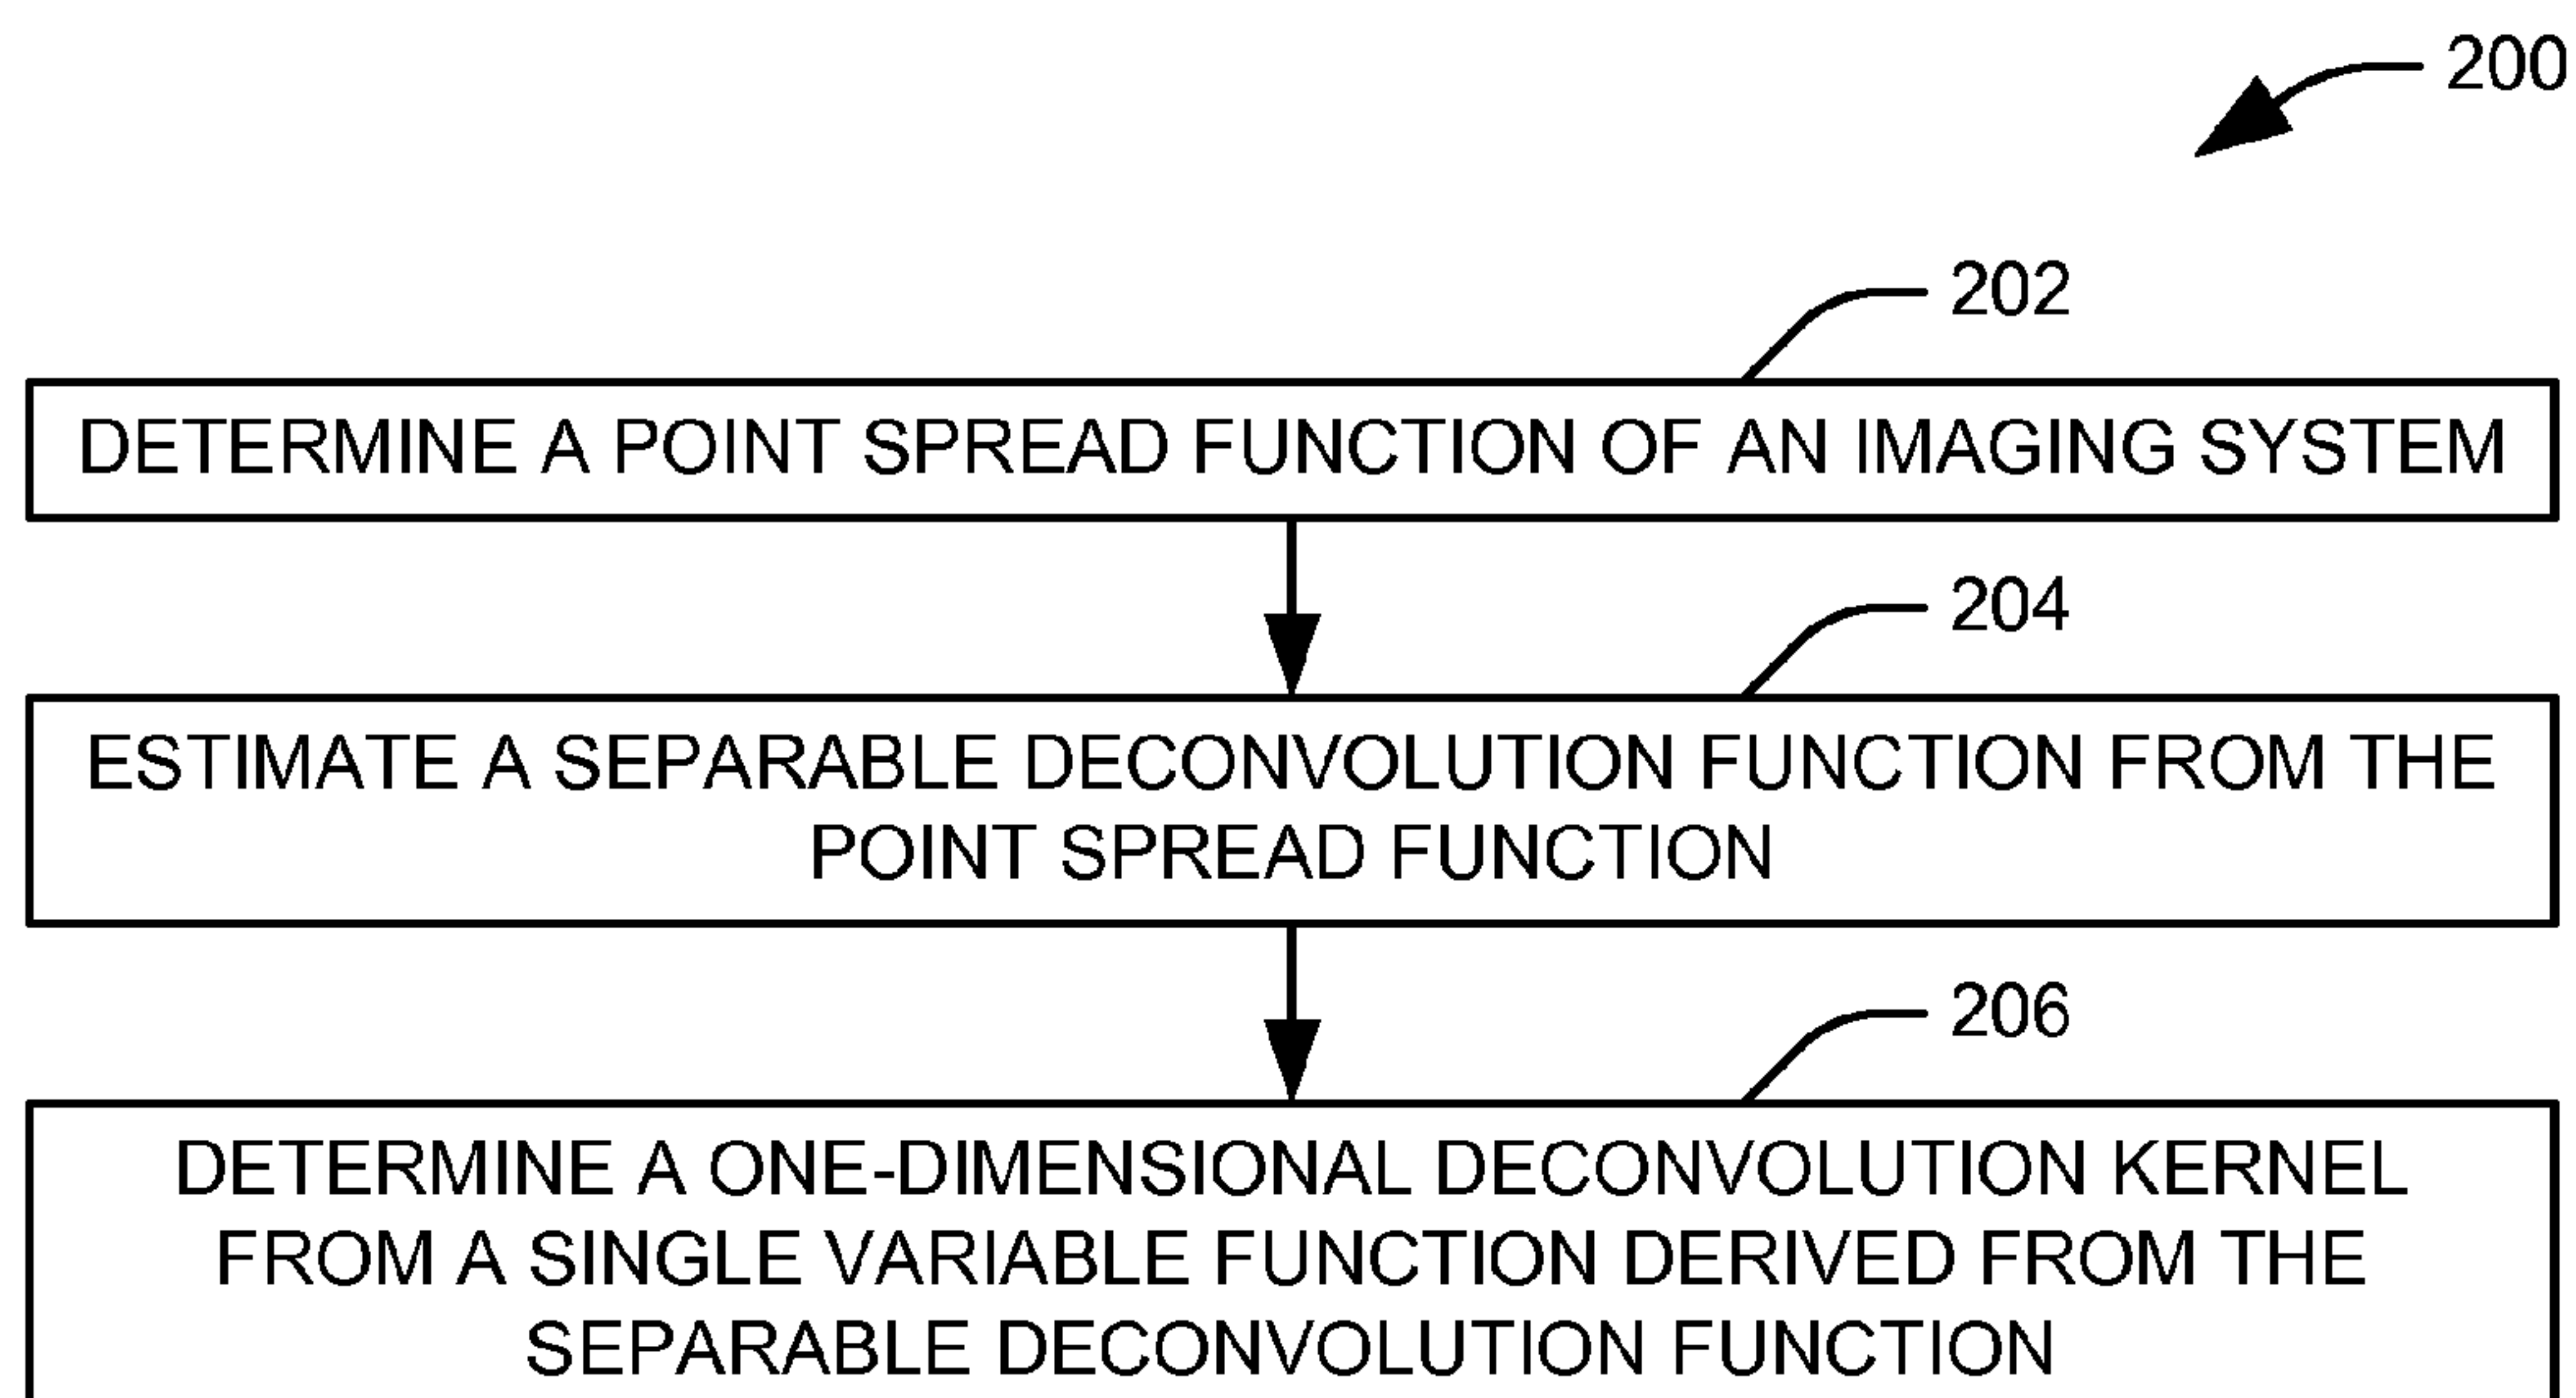 200
202
DETERMINE A POINT SPREAD FUNCTION OF AN IMAGING SYSTEM
204
ESTIMATE A SEPARABLE DECONVOLUTION FUNCTION FROM THE
POINT SPREAD FUNCTION
206
DETERMINE A ONE-DIMENSIONAL DECONVOLUTION KERNEL
FROM A SINGLE VARIABLE FUNCTION DERIVED FROM THE
SEPARABLE DECONVOLUTION FUNCTION